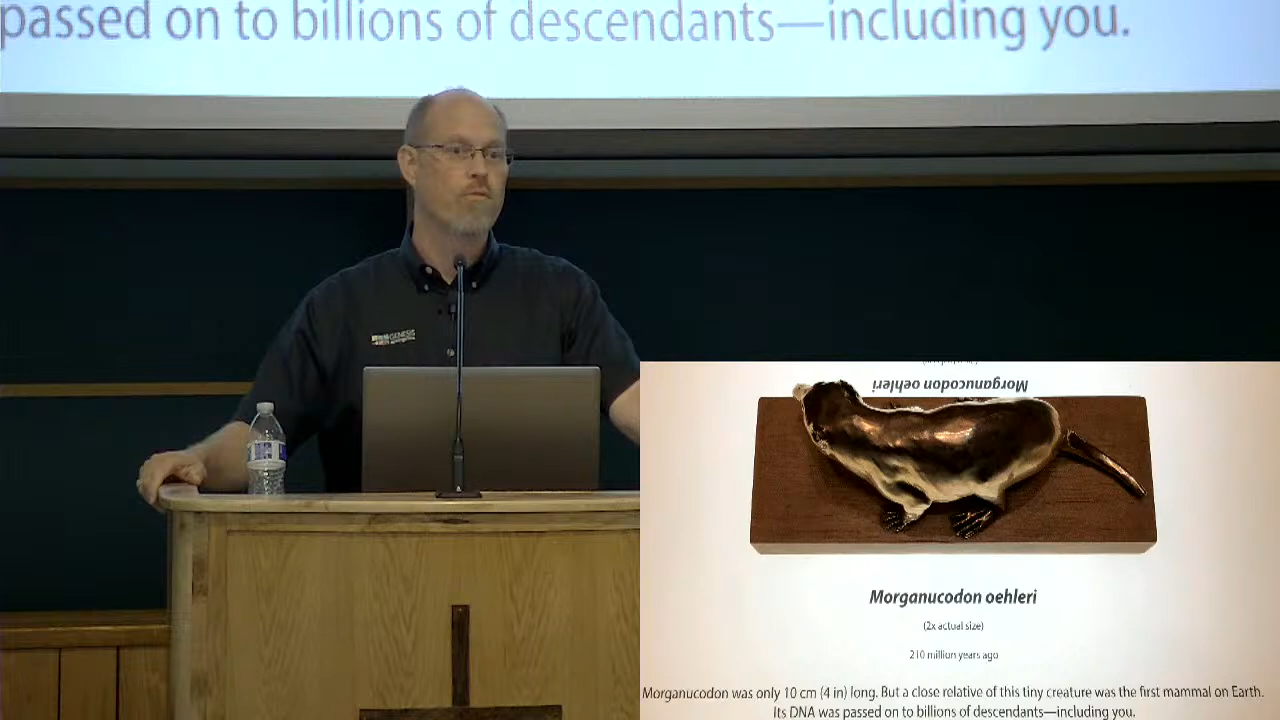 passed on to billions of descendants—including you.
GENESIS
Morganucodon oehleri
Morganucodon oehleri
(2x actual size)
210 million years ago
Morganucodon was only 10 cm (4 in) long. But a close relative of this tiny creature was the first mammal on Earth.
Its DNA was passed on to billions of descendants—including you.